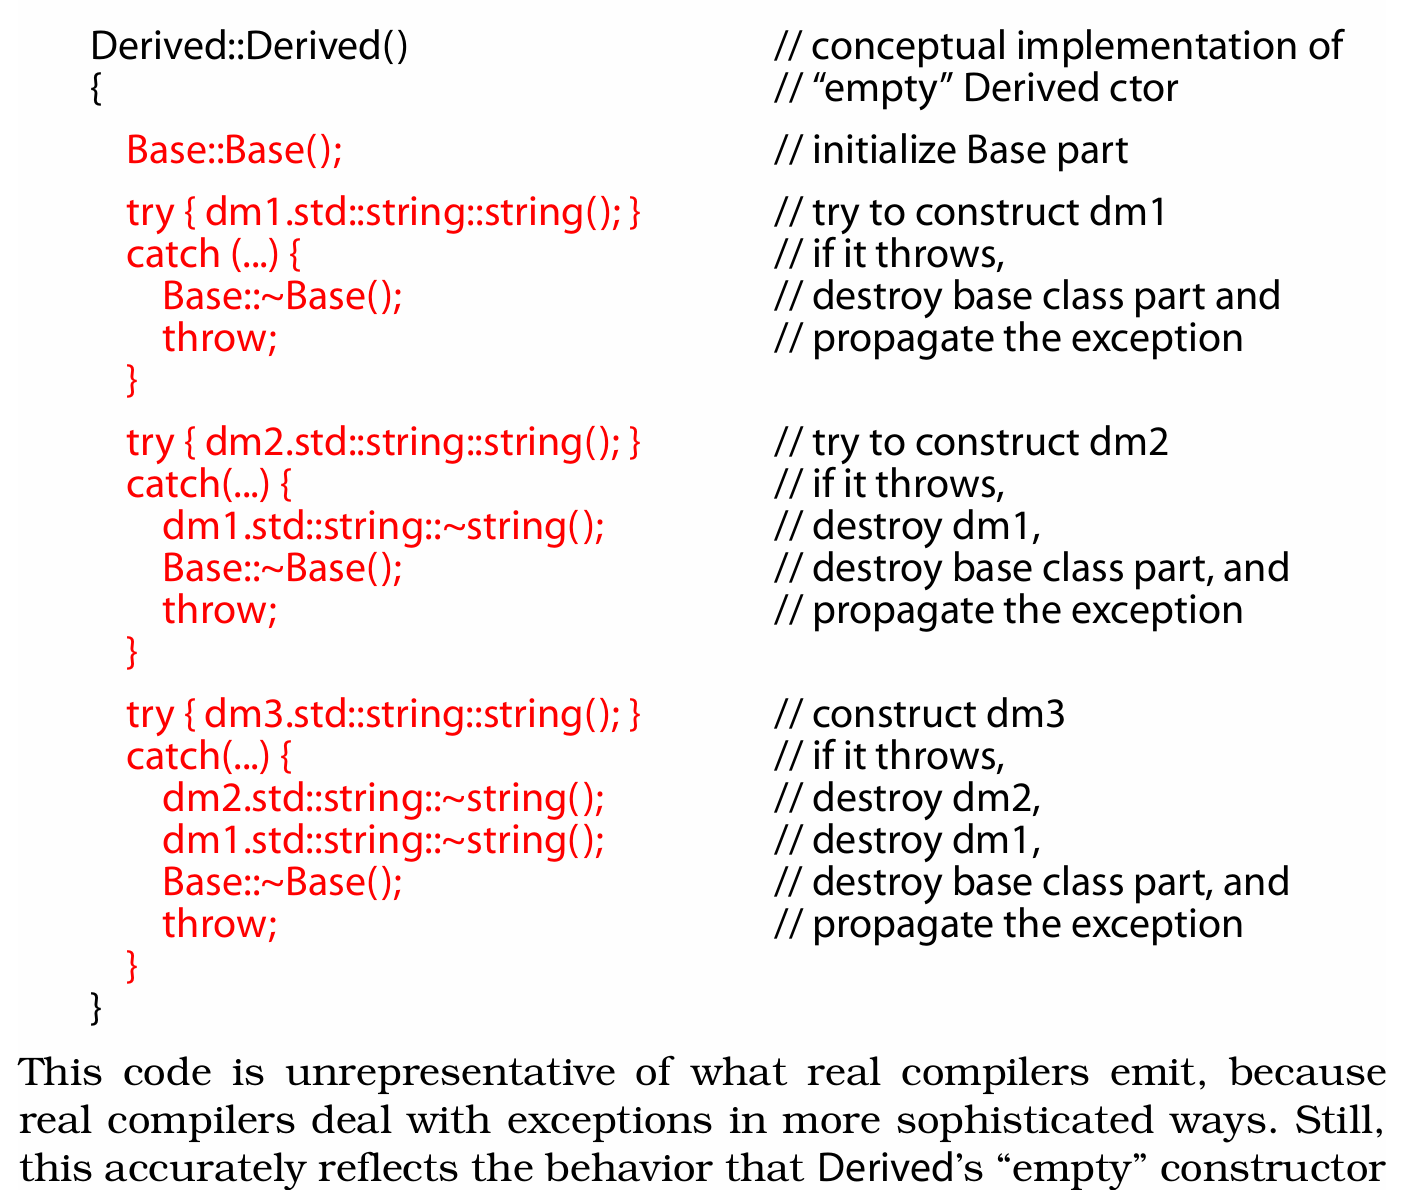 Derived::Derived() // conceptual implementation of
{ // “empty” Derived ctor
Base::Base(); // initialize Base part
try { dm1.std::string::string(); } // try to construct dm1
catch (...) { // if it throws,
Base::~Base(); // destroy base class part and
throw; // propagate the exception
}
try { dm2.std::string::string(); } // try to construct dm2
catch(...) { // if it throws,
dm1.std::string::~string(); // destroy dm1,
Base::~Base(); // destroy base class part, and
throw; // propagate the exception
}
try { dm3.std::string::string(); } // construct dm3
catch(...) { // if it throws,
dm2.std::string::~string(); // destroy dm2,
dm1.std::string::~string(); // destroy dm1,
Base::~Base(); // destroy base class part, and
throw; // propagate the exception
}
}
This code is unrepresentative of what real compilers emit, because
real compilers deal with exceptions in more sophisticated ways. Still,
this accurately reflects the behavior that Derived’s “empty” constructor